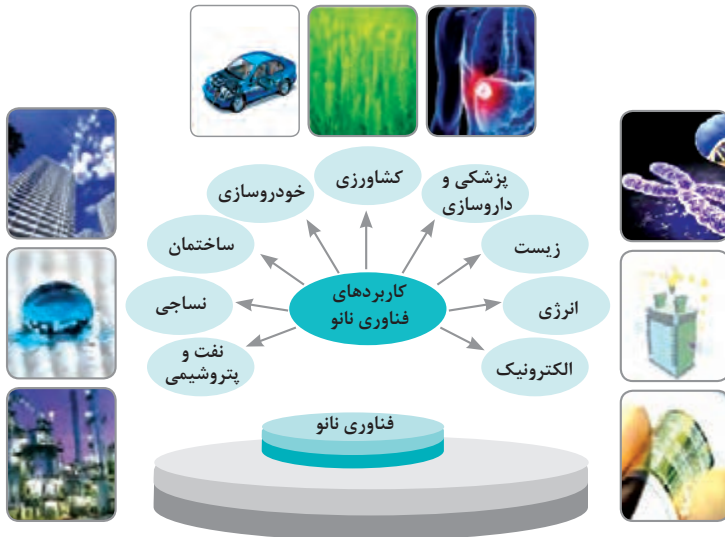 کشاورزی
پزشکی و
داروسازی
خودروسازی
زیست
ساختمان
کاربردهای
فناوری نانو
انرژی
نساجی
نفت و
پتروشیمی
الکترونیک
فناوری نانو